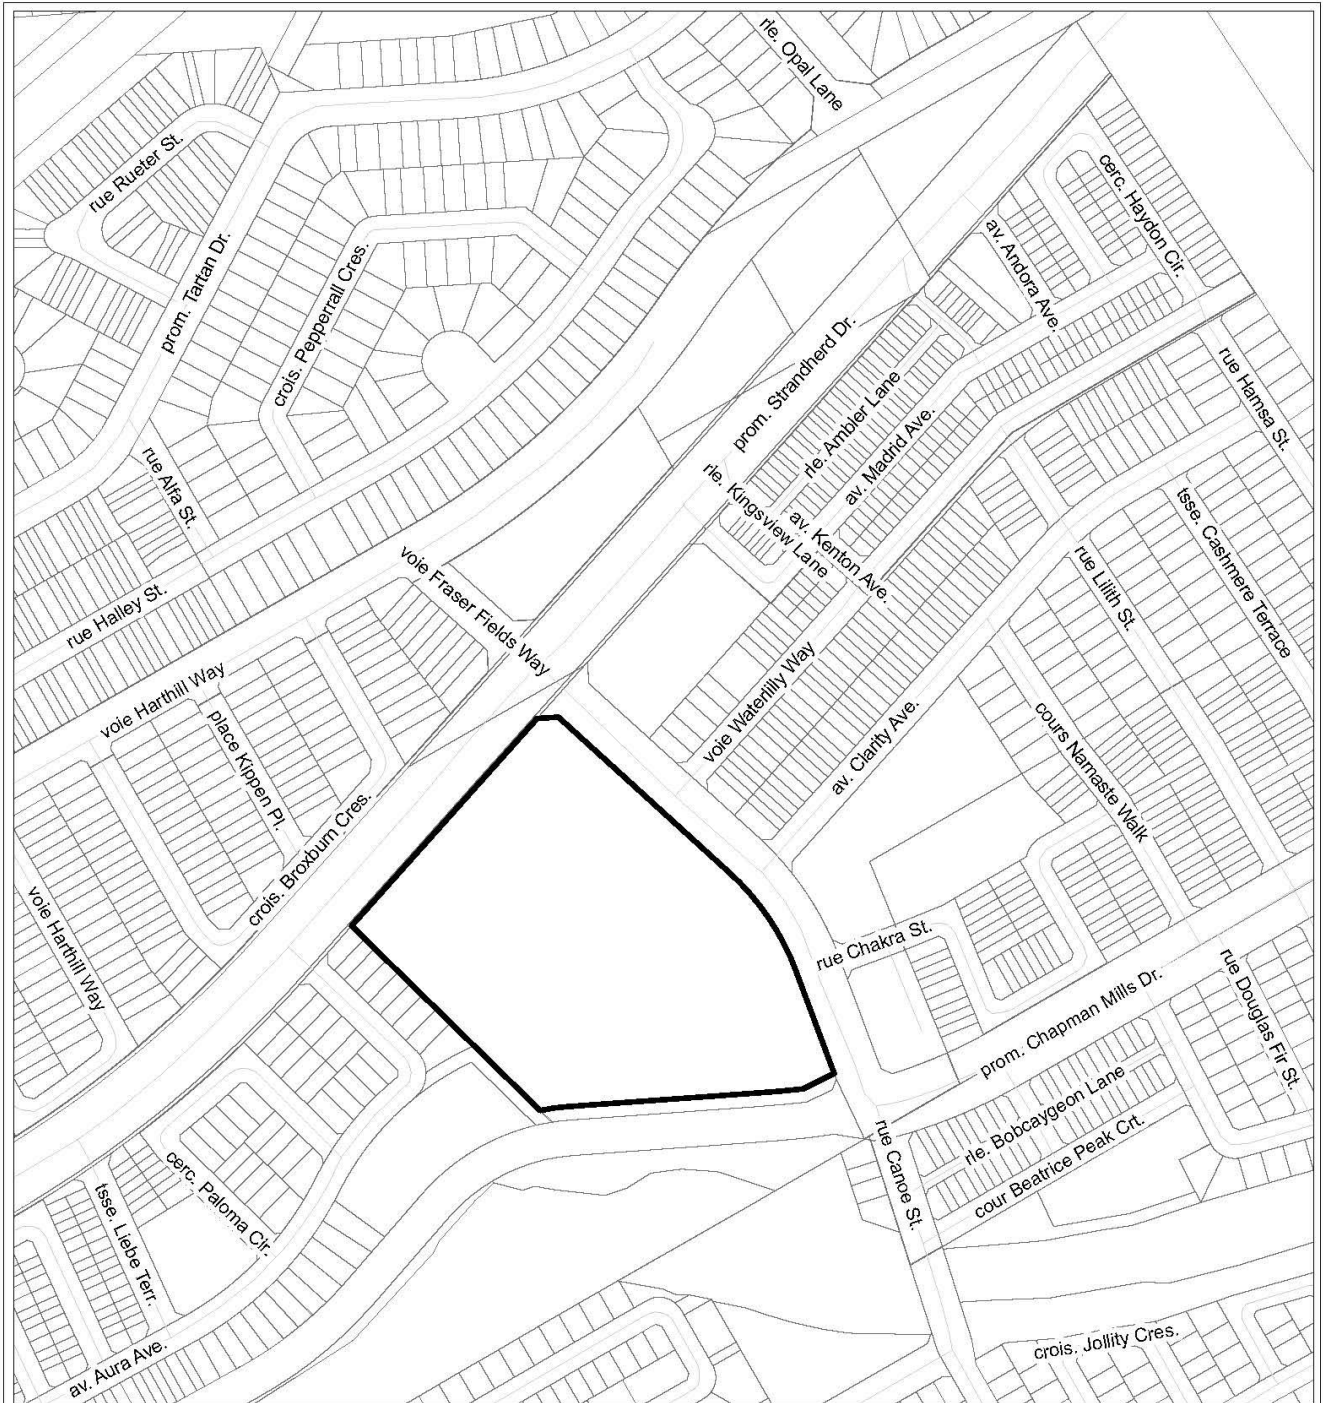 rle. Opal Lane
rue Rueter St.
cerc. Haydon Cir.
prom. Tartan Dr.
av. Andora Ave.
crois. Pepperrall Cres.
prom. Strandherd Dr.
rue Hamsa St.
rle. Ambler Lane
av. Madrid Ave.
rue Alfa St.
rle. Kingsview Lane
av. Kenton Ave.
tsse. Cashmere Terrace
voie Fraser Fields Way
rue Lilith St.
rue Halley St.
voie Harthill Way
voie Waterlilly Way
place Kippen Pl.
av. Clarity Ave.
cours Namaste Walk
crois. Broxburn Cres.
voie Harthill Way
rue Chakra St.
prom. Chapman Mills Dr.
rue Douglas Fir St.
rle. Bobcaygeon Lane
cour Beatrice Peak Crt.
rue Canoe St.
cerc. Paloma Cir.
tsse. Liebe Terr.
av. Aura Ave.
crois. Jollity Cres.